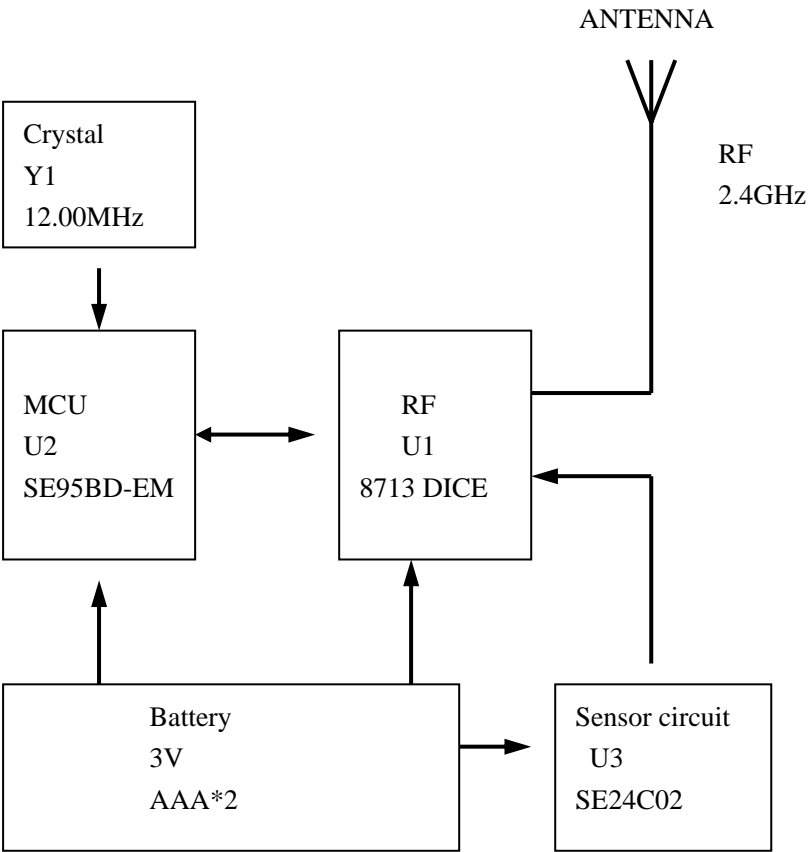 ANTENNA
Crystal
Y1
12.00MHz
RF
2.4GHz
MCU
U2
SE95BD-EM
RF
U1
8713 DICE
Battery
3V
AAA*2
Sensor circuit
U3
SE24C02